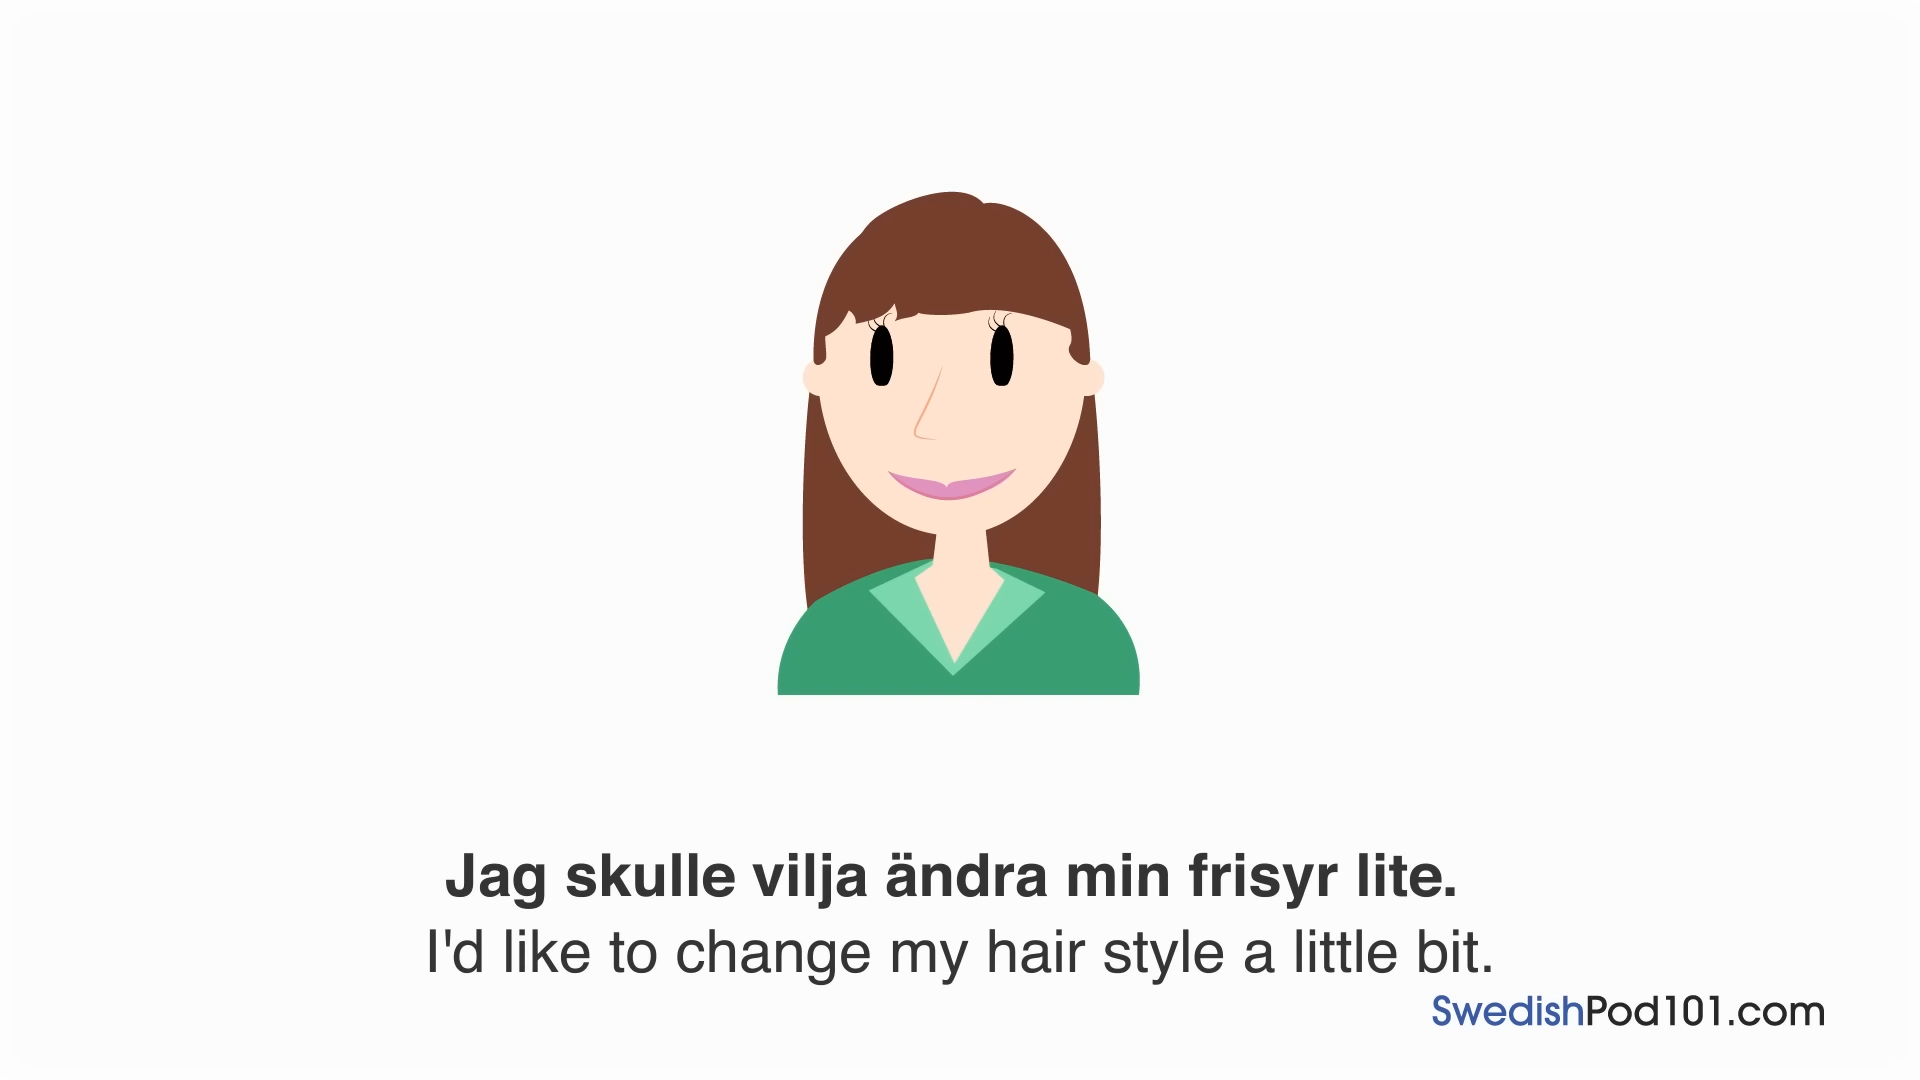 Jag skulle vilja ändra min frisyr lite.
I'd like to change my hair style a little bit.
SwedishPod101.com